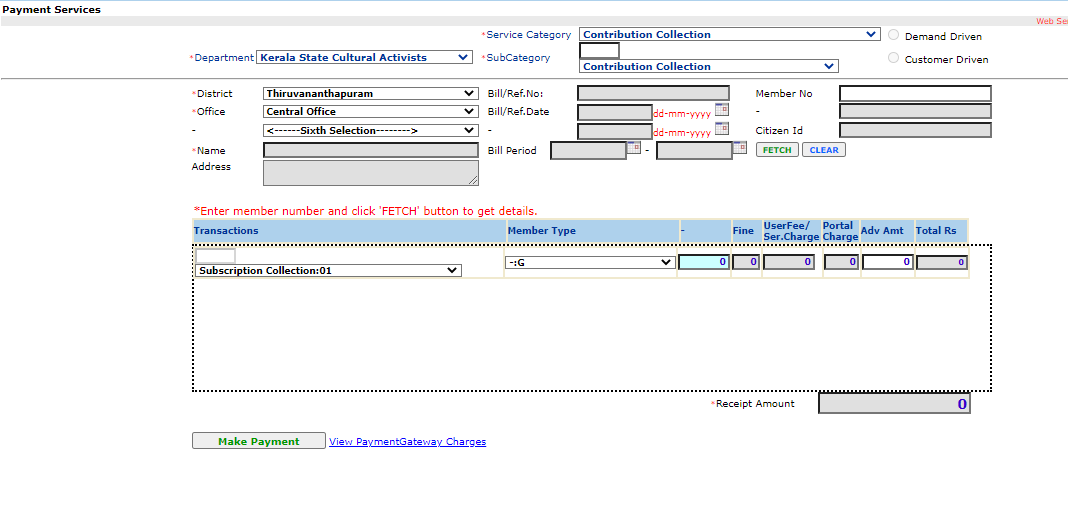 Payment Services
Web Se
*Service Category Contribution Collection Demand Driven
*Department Kerala State Cultural Activists *SubCategory Contribution Collection Customer Driven
*District Thiruvananthapuram Bill/Ref.No: Member No
*Office Central Office Bill/Ref.Date dd-mm-yyyy -
- <------Sixth Selection--------> - dd-mm-yyyy Citizen Id
*Name Bill Period - FETCH CLEAR
Address
*Enter member number and click 'FETCH' button to get details.
Transactions Member Type - Fine UserFee/ Ser.Charge Portal Charge Adv Amt Total Rs
Subscription Collection:01 -:G 0 0 0 0 0 0
*Receipt Amount 0
Make Payment View PaymentGateway Charges